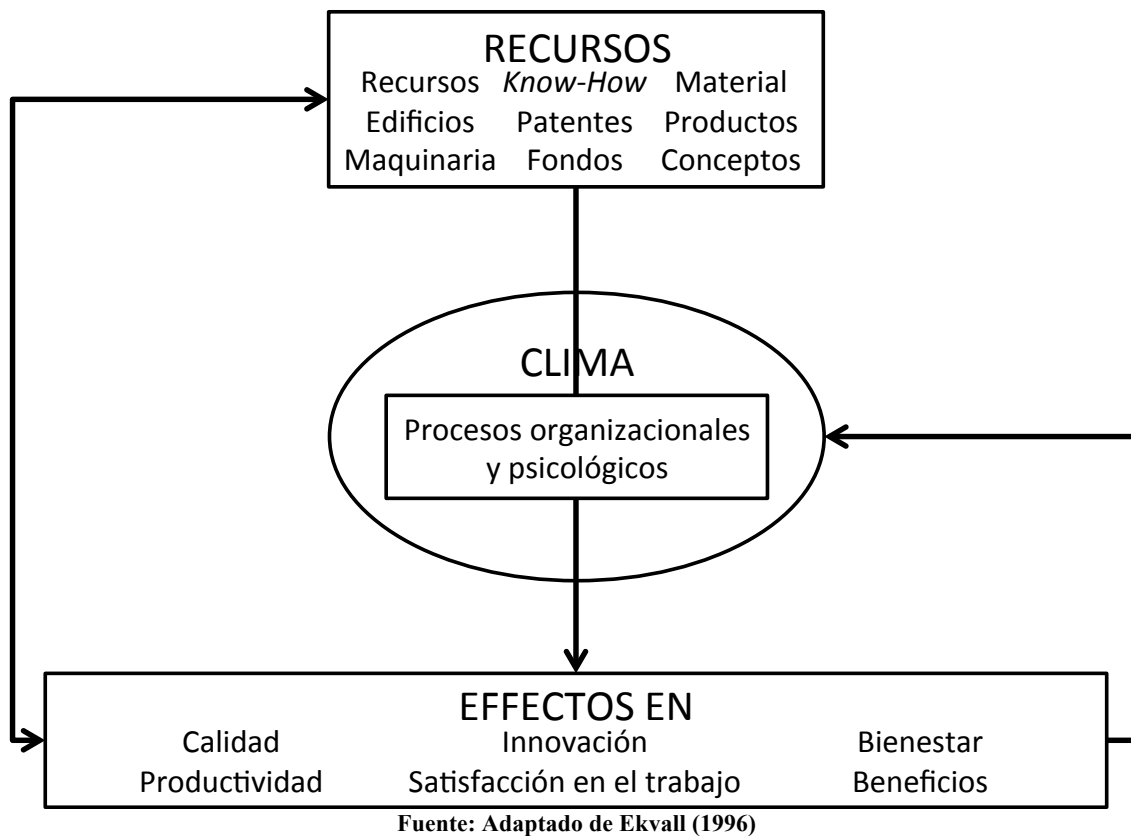 RECURSOS
Recursos Know-How Material
Edificios Patentes Productos
Maquinaria Fondos Conceptos
CLIMA
Procesos organizacionales
y psicológicos
EFFECTOS EN
Calidad Innovación Bienestar
Productividad Satisfacción en el trabajo Beneficios
Fuente: Adaptado de Ekvall (1996)